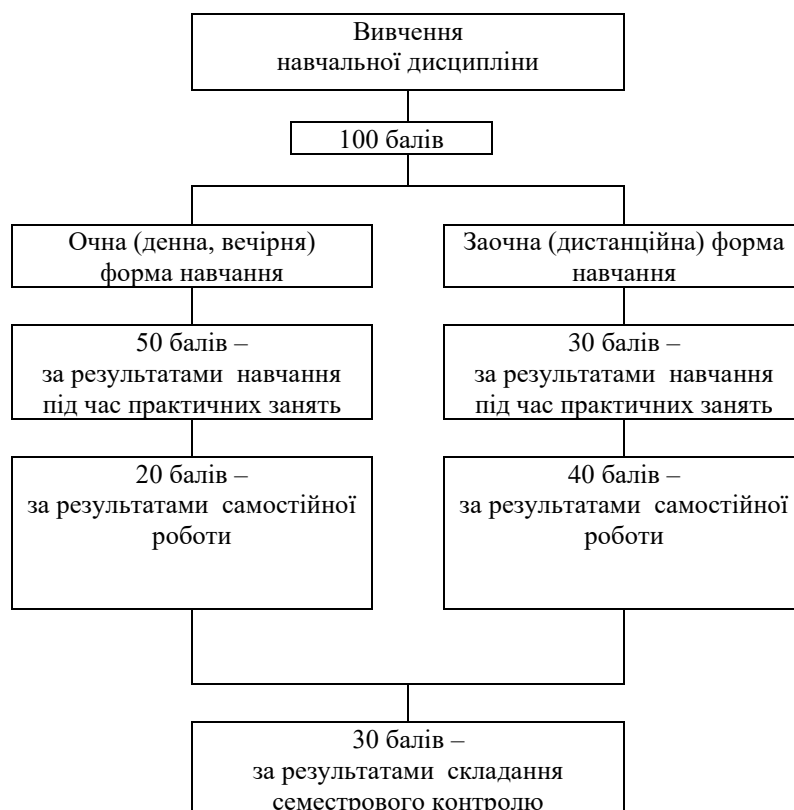 Вивчення
навчальної дисципліни
100 балів
Очна (денна, вечірня)
форма навчання
Заочна (дистанційна) форма
навчання
50 балів –
за результатами навчання
під час практичних занять
30 балів –
за результатами навчання
під час практичних занять
20 балів –
за результатами самостійної
роботи
40 балів –
за результатами самостійної
роботи
30 балів –
за результатами складання
семестрового контролю